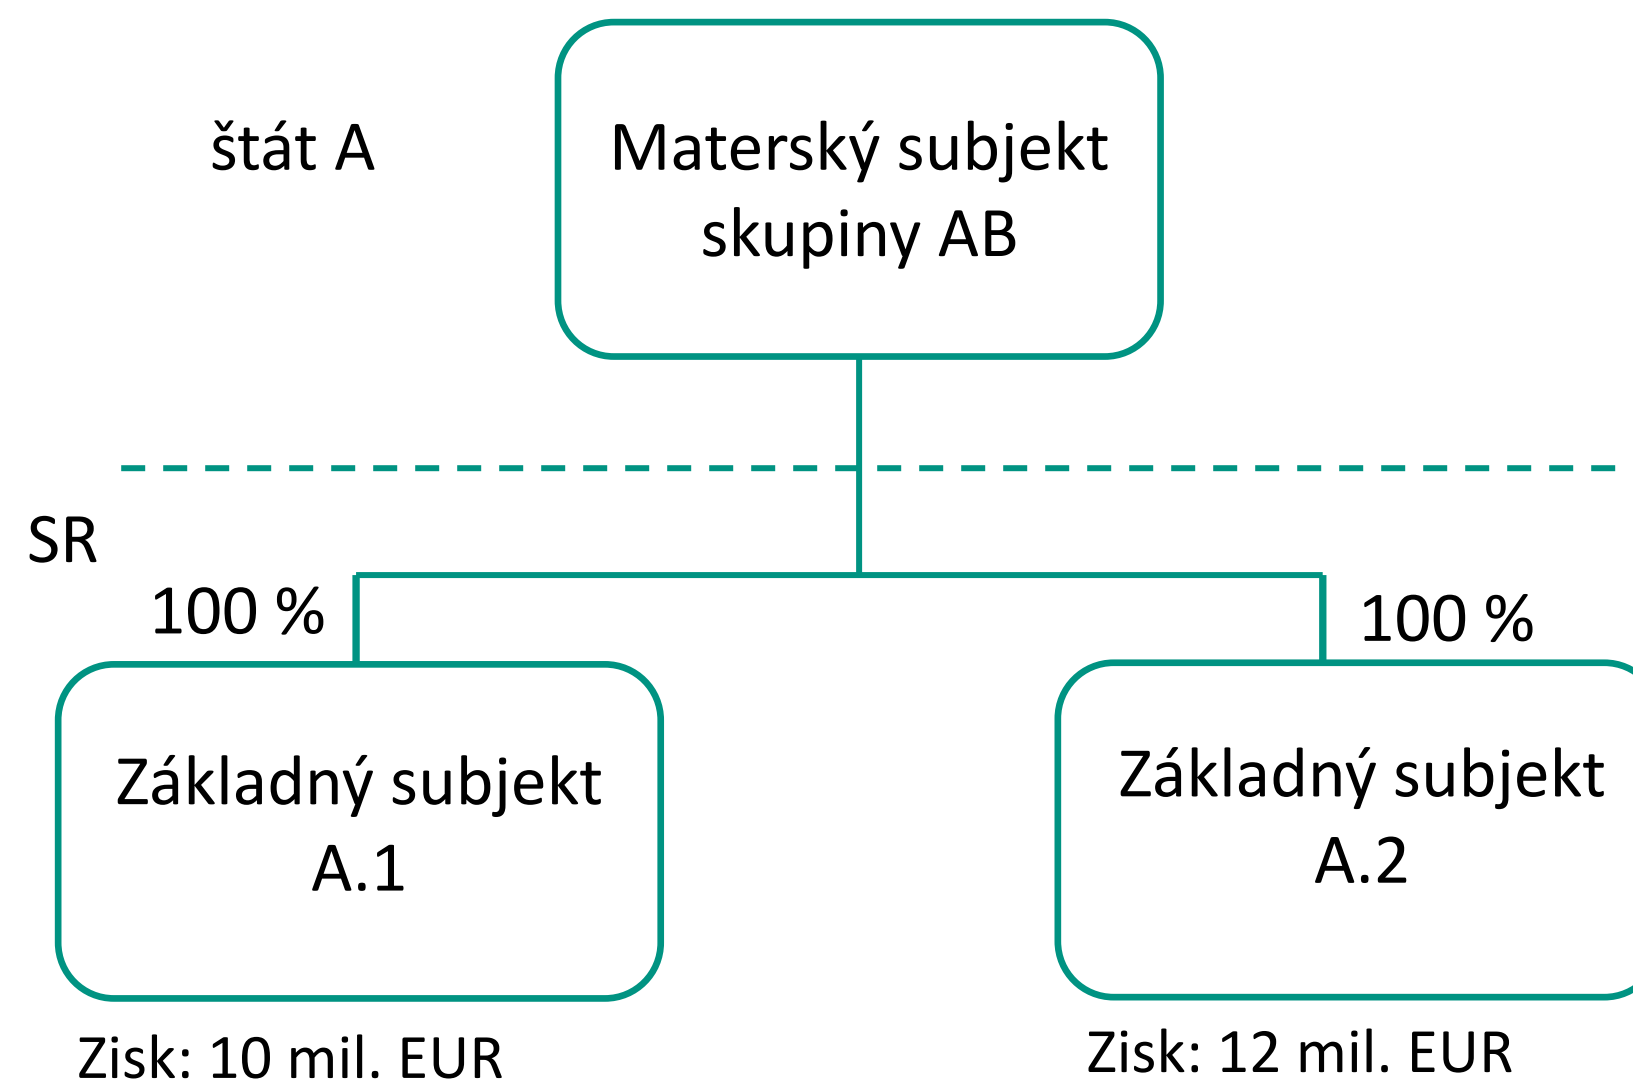 štát A
Materský subjekt
skupiny AB
SR
100 %
100 %
Základný subjekt
A.1
Základný subjekt
A.2
Zisk: 10 mil. EUR
Zisk: 12 mil. EUR